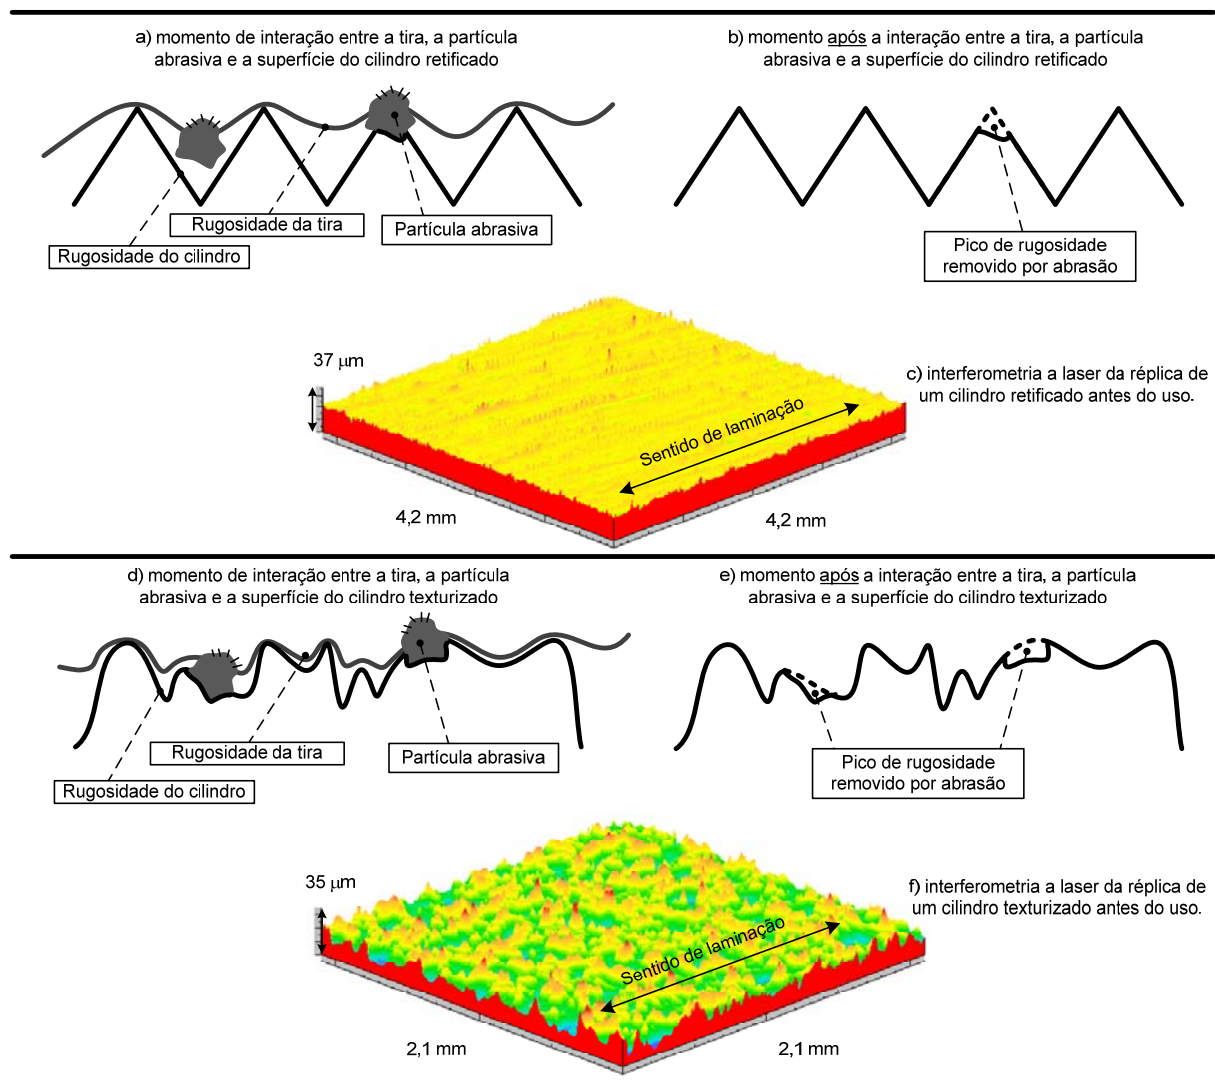 a) momento de interação entre a tira, a partícula
abrasiva e a superfície do cilindro retificado
b) momento após a interação entre a tira, a partícula
abrasiva e a superfície do cilindro retificado
Rugosidade da tira
Partícula abrasiva
Rugosidade do cilindro
Pico de rugosidade
removido por abrasão
37 μm
c) interferometria a laser da réplica de
um cilindro retificado antes do uso.
Sentido de laminação
4,2 mm
4,2 mm
d) momento de interação entre a tira, a partícula
abrasiva e a superfície do cilindro texturizado
e) momento após a interação entre a tira, a partícula
abrasiva e a superfície do cilindro texturizado
Rugosidade da tira
Partícula abrasiva
Rugosidade do cilindro
Pico de rugosidade
removido por abrasão
35 μm
f) interferometria a laser da réplica de
um cilindro texturizado antes do uso.
Sentido de laminação
2,1 mm
2,1 mm